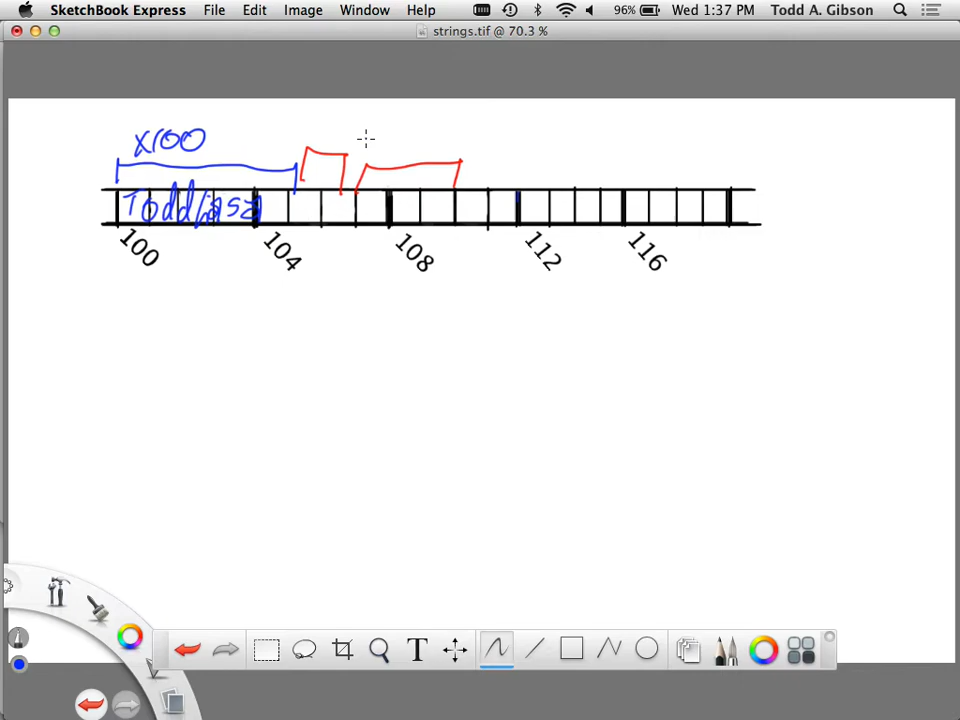 SketchBook Express File Edit Image Window Help 96% Wed 1:37 PM Todd A. Gibson
strings.tif @ 70.3 %
x100
100 104 108 112 116
T